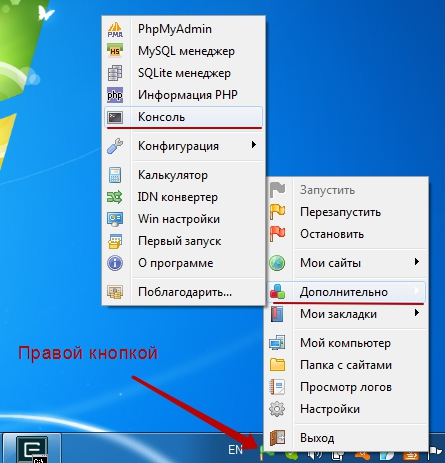 PhpMyAdmin
MySQL менеджер
SQLite менеджер
Информация PHP
Консоль
Конфигурация
Калькулятор
IDN конвертер
Win настройки
Первый запуск
О программе
Поблагодарить...
Запустить
Перезапустить
Остановить
Мои сайты
Дополнительно
Мои закладки
Мой компьютер
Папка с сайтами
Просмотр логов
Настройки
Выход
Правой кнопкой
EN